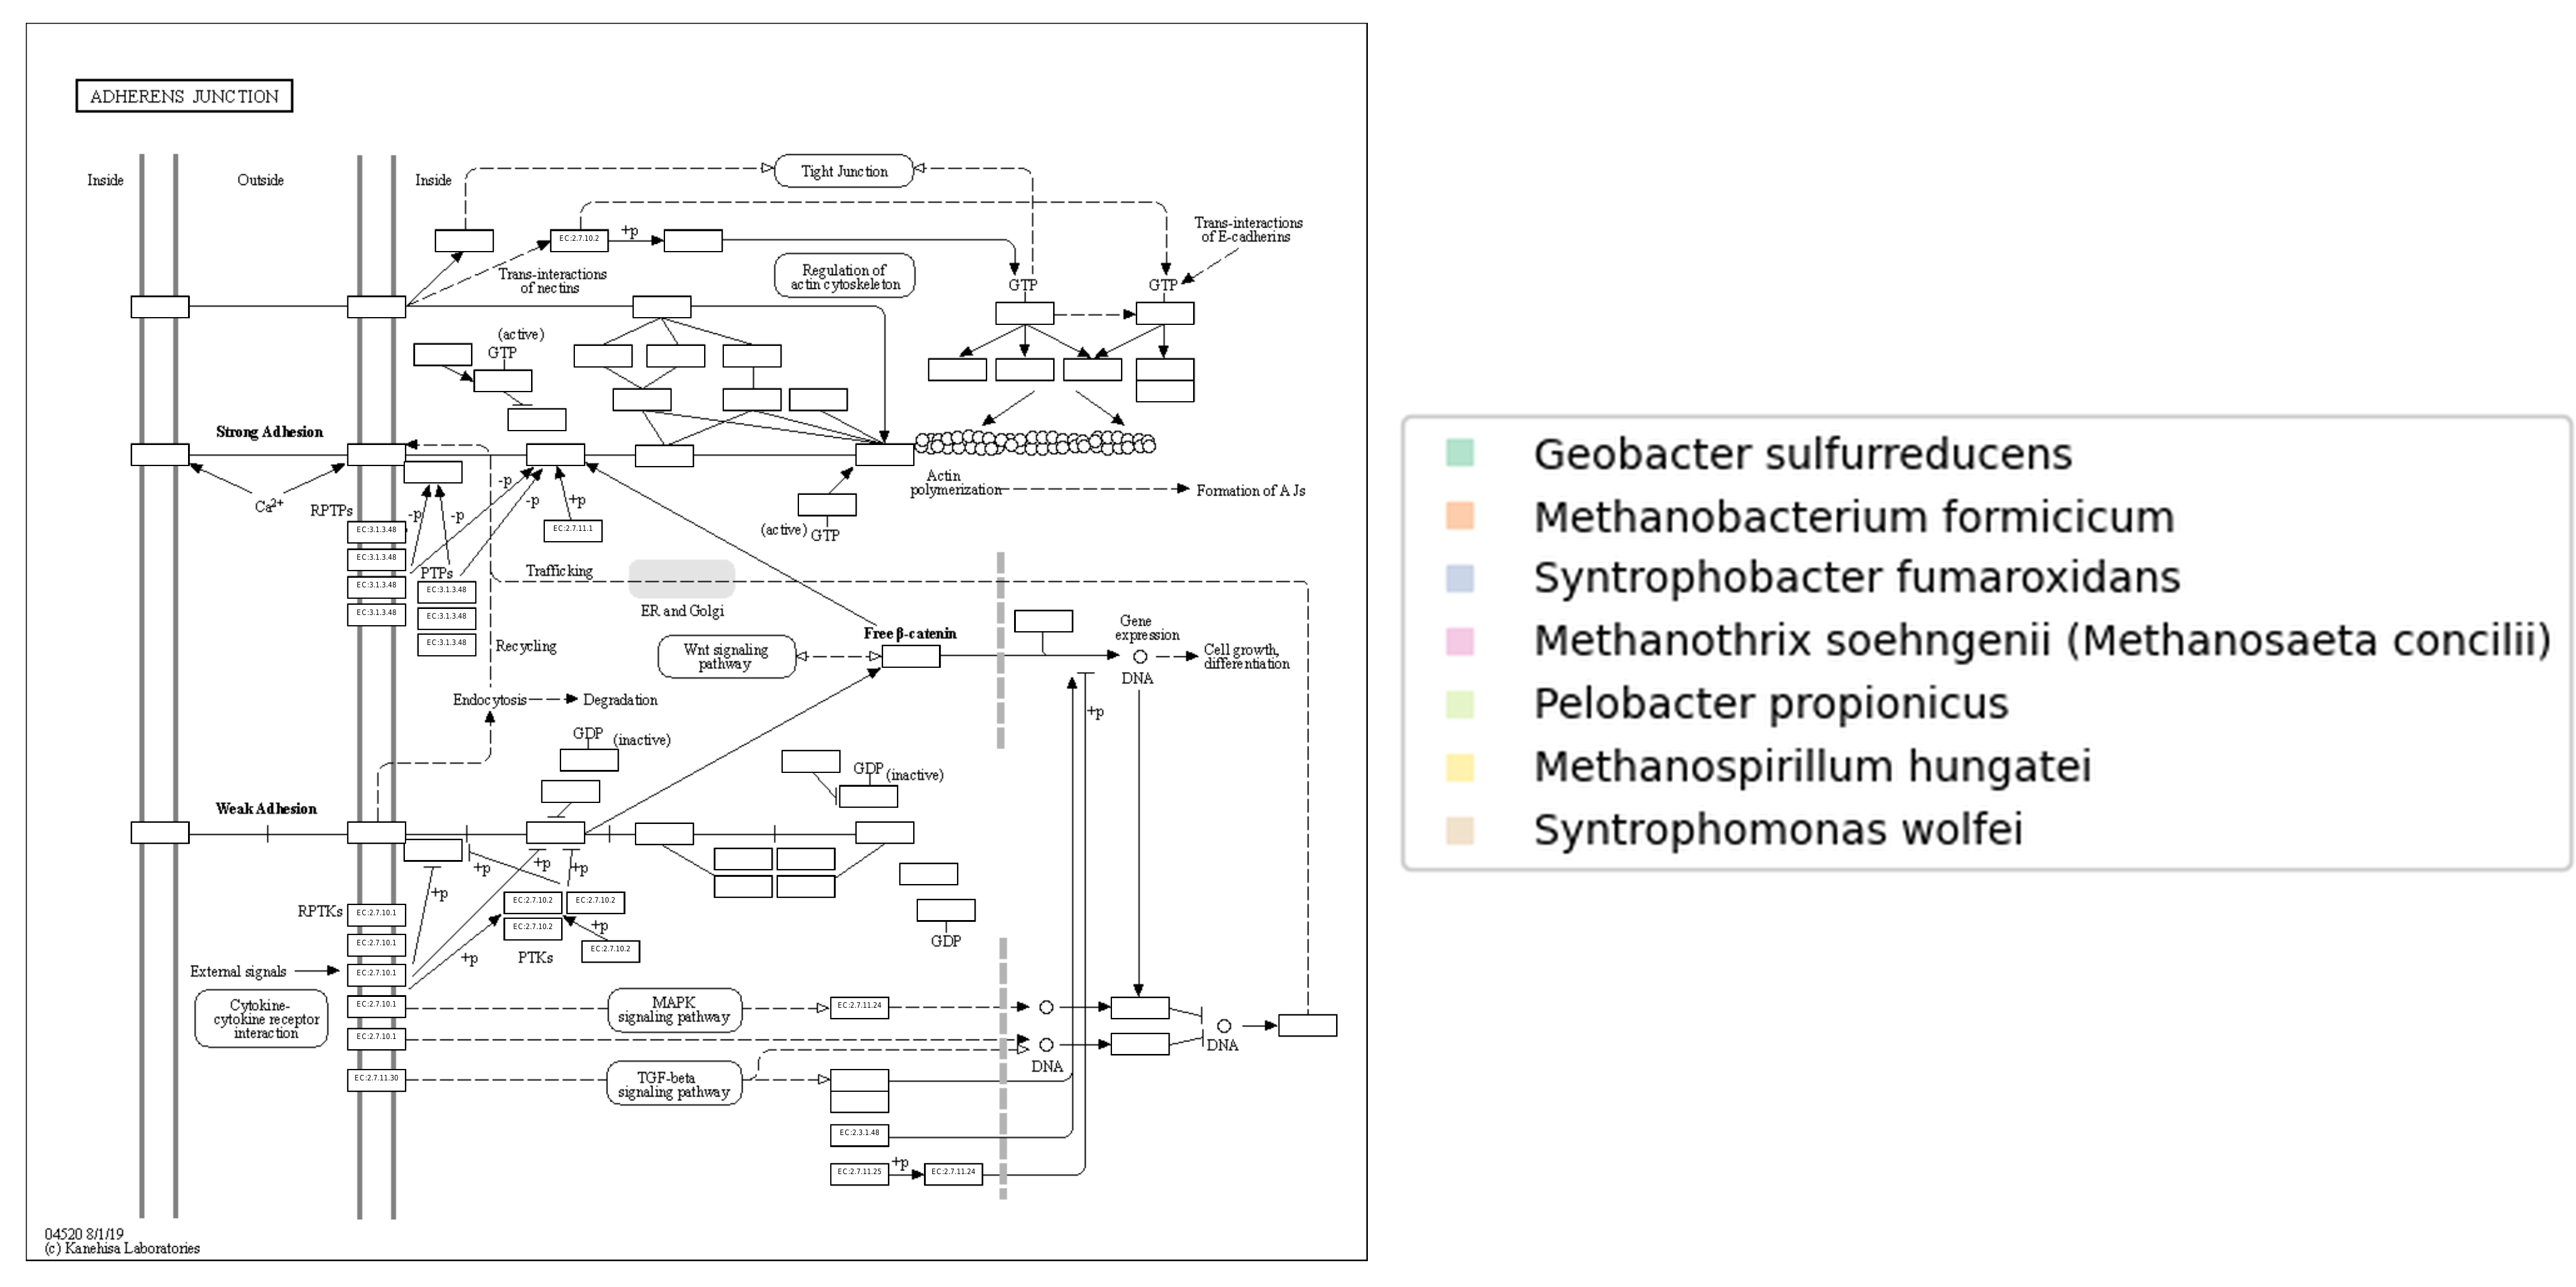 ADHERENS JUNCTION
Inside
Outside
Inside
Tight Junction
EC:2.7.10.2
+p
Trans-interactions
of nectins
Regulation of
actin cytoskeleton
Trans-interactions
of E-cadherins
GTP
GTP
(active)
GTP
Strong Adhesion
Ca2+
RPTPs
-p
-p
-p
-p
+p
EC:3.1.3.48
EC:3.1.3.48
EC:3.1.3.48
EC:3.1.3.48
PTPs
EC:3.1.3.48
EC:3.1.3.48
EC:3.1.3.48
EC:2.7.11.1
(active)
GTP
Actin
polymerization
Formation of AJs
Trafficking
ER and Golgi
Recycling
Free β-catenin
Wnt signaling
pathway
Gene
expression
Cell growth,
differentiation
DNA
+p
Endocytosis
Degradation
GDP
(inactive)
GDP
(inactive)
Weak Adhesion
+p
+p
+p
+p
RPTKs
EC:2.7.10.1
EC:2.7.10.1
EC:2.7.10.1
EC:2.7.10.1
EC:2.7.10.1
EC:2.7.11.30
EC:2.7.10.2
EC:2.7.10.2
EC:2.7.10.2
+p
EC:2.7.10.2
PTKs
+p
GDP
External signals
Cytokine-
cytokine receptor
interaction
MAPK
signaling pathway
EC:2.7.11.24
DNA
DNA
TGF-beta
signaling pathway
EC:2.3.1.48
EC:2.7.11.25
+p
EC:2.7.11.24
04520 8/1/19
(c) Kanehisa Laboratories
Geobacter sulfurreducens
Methanobacterium formicicum
Syntrophobacter fumaroxidans
Methanothrix soehngenii (Methanosaeta concilii)
Pelobacter propionicus
Methanospirillum hungatei
Syntrophomonas wolfei